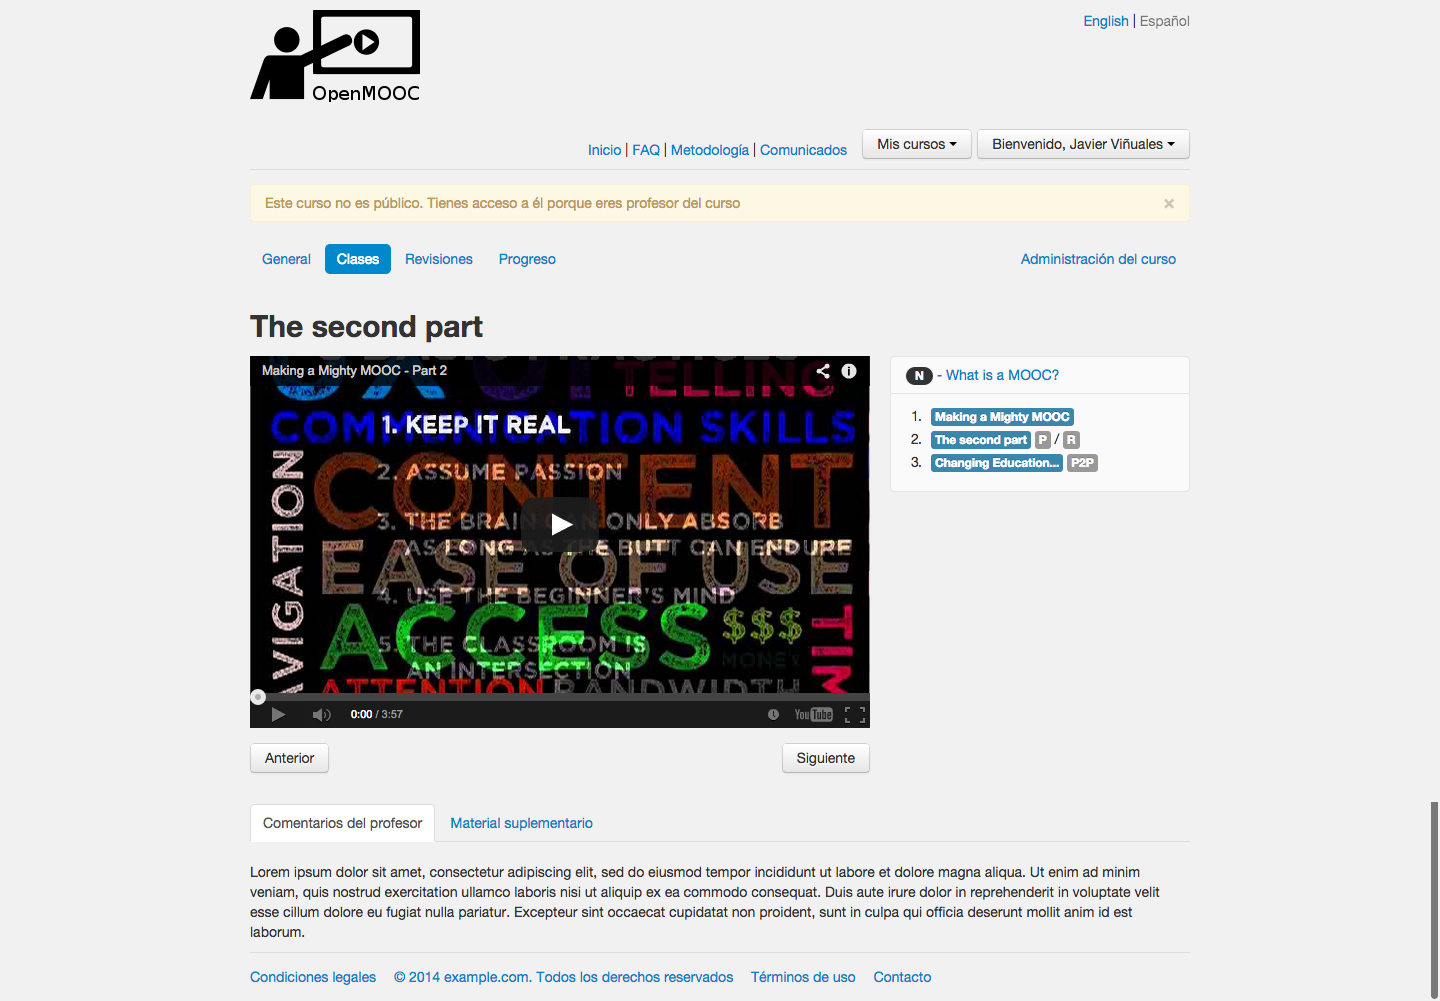 OpenMOOC
English | Español
Inicio | FAQ | Metodología | Comunicados
Mis cursos
Bienvenido, Javier Viñuales
Este curso no es público. Tienes acceso a él porque eres profesor del curso ×
General Clases Revisiones Progreso Administración del curso
The second part
Making a Mighty MOOC - Part 2
TELLING
COMMUNICATION SKILLS
1. KEEP IT REAL
2. ASSUME PASSION
CONTENT
3. THE BRAIN CAN ONLY ABSORB
AS LONG AS THE BUTT CAN ENDURE
EASE OF USE
4. USE THE BEGINNER'S MIND
ACCESS $$$
5. THE CLASSROOM IS
AN INTERSECTION
MONEY
ATTENTION BANDWIDTH
AVIGATION
TIM
0:00 / 3:57
YouTube
N - What is a MOOC?
1. Making a Mighty MOOC
2. The second part P / R
3. Changing Education... P2P
Anterior Siguiente
Comentarios del profesor Material suplementario
Lorem ipsum dolor sit amet, consectetur adipiscing elit, sed do eiusmod tempor incididunt ut labore et dolore magna aliqua. Ut enim ad minim
veniam, quis nostrud exercitation ullamco laboris nisi ut aliquip ex ea commodo consequat. Duis aute irure dolor in reprehenderit in voluptate velit
esse cillum dolore eu fugiat nulla pariatur. Excepteur sint occaecat cupidatat non proident, sunt in culpa qui officia deserunt mollit anim id est
laborum.
Condiciones legales © 2014 example.com. Todos los derechos reservados Términos de uso Contacto